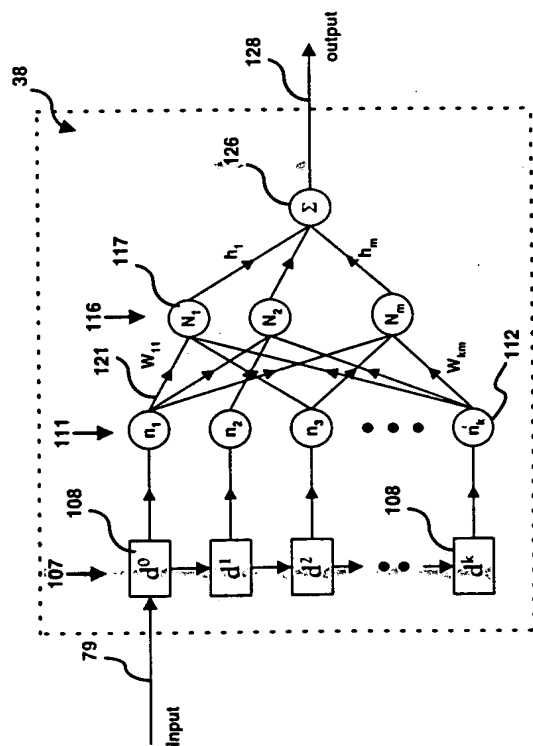 38
107
111
116
79
input
108
d⁰
d¹
d²
dᵏ
108
n₁
n₂
n₃
nₖ
112
121
W₁₁
Wₖₘ
117
N₁
N₂
Nₘ
h₁
hₘ
126
Σ
128
output